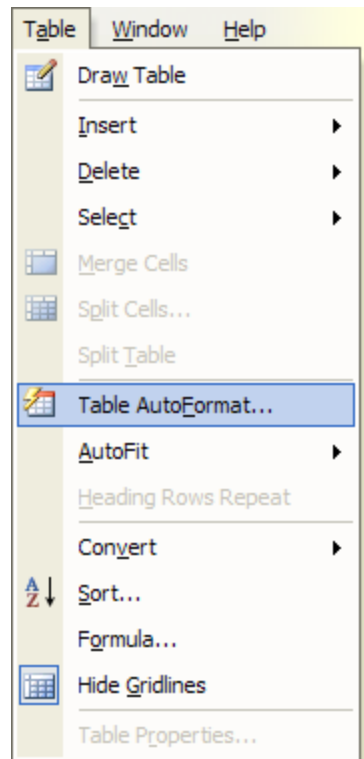 Table Window Help
Draw Table
Insert
Delete
Select
Merge Cells
Split Cells...
Split Table
Table AutoFormat...
AutoFit
Heading Rows Repeat
Convert
A Z Sort...
Formula...
Hide Gridlines
Table Properties...